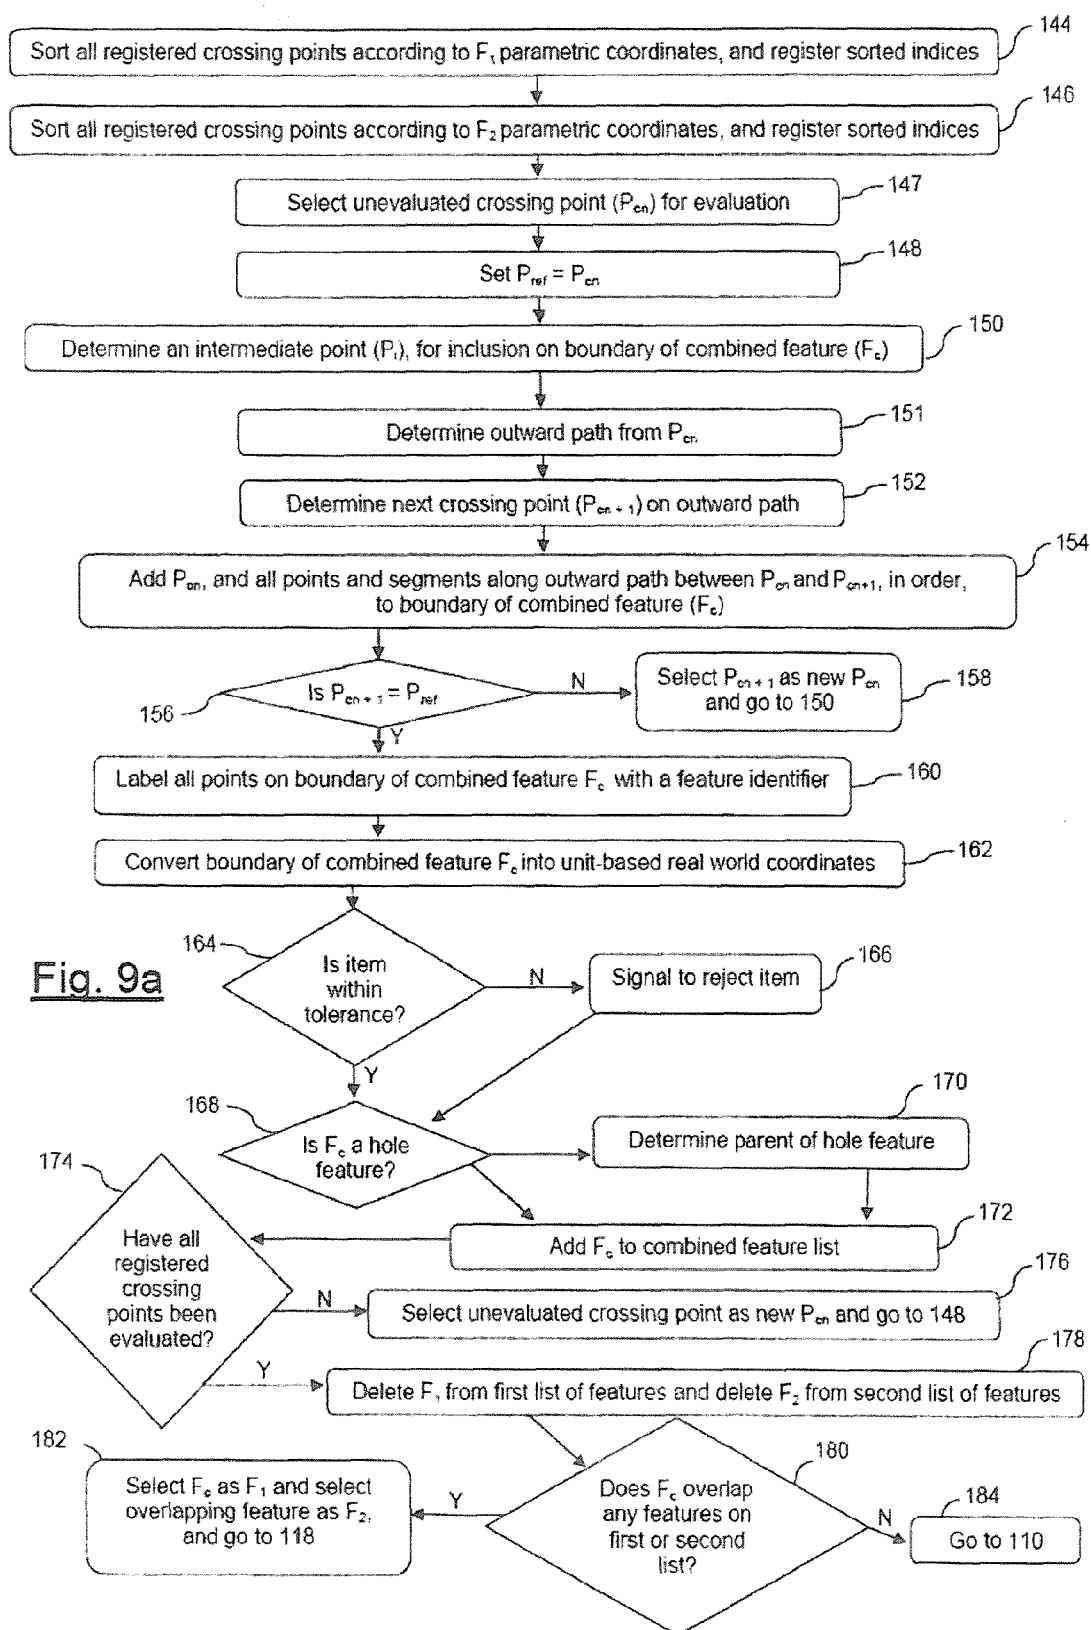 144
Sort all registered crossing points according to F₁ parametric coordinates, and register sorted indices
146
Sort all registered crossing points according to F₂ parametric coordinates, and register sorted indices
147
Select unevaluated crossing point (Pcn) for evaluation
148
Set Pref = Pcn
150
Determine an intermediate point (Pi), for inclusion on boundary of combined feature (Fc)
151
Determine outward path from Pcn
152
Determine next crossing point (Pcn + 1) on outward path
154
Add Pcn, and all points and segments along outward path between Pcn and Pcn+1, in order,
to boundary of combined feature (Fc)
156
Is Pcn + 1 = Pref
N
Select Pcn + 1 as new Pcn
and go to 150
158
Y
Label all points on boundary of combined feature Fc with a feature identifier
160
Convert boundary of combined feature Fc into unit-based real world coordinates
162
164
Is item
within
tolerance?
N
Signal to reject item
166
Fig. 9a
Y
168
Is Fc a hole
feature?
170
Determine parent of hole feature
172
Add Fc to combined feature list
174
Have all
registered
crossing
points been
evaluated?
N
176
Select unevaluated crossing point as new Pcn and go to 148
Y
178
Delete F₁ from first list of features and delete F₂ from second list of features
180
Does Fc overlap
any features on
first or second
list?
182
Y
Select Fc as F₁ and select
overlapping feature as F₂,
and go to 118
N
184
Go to 110